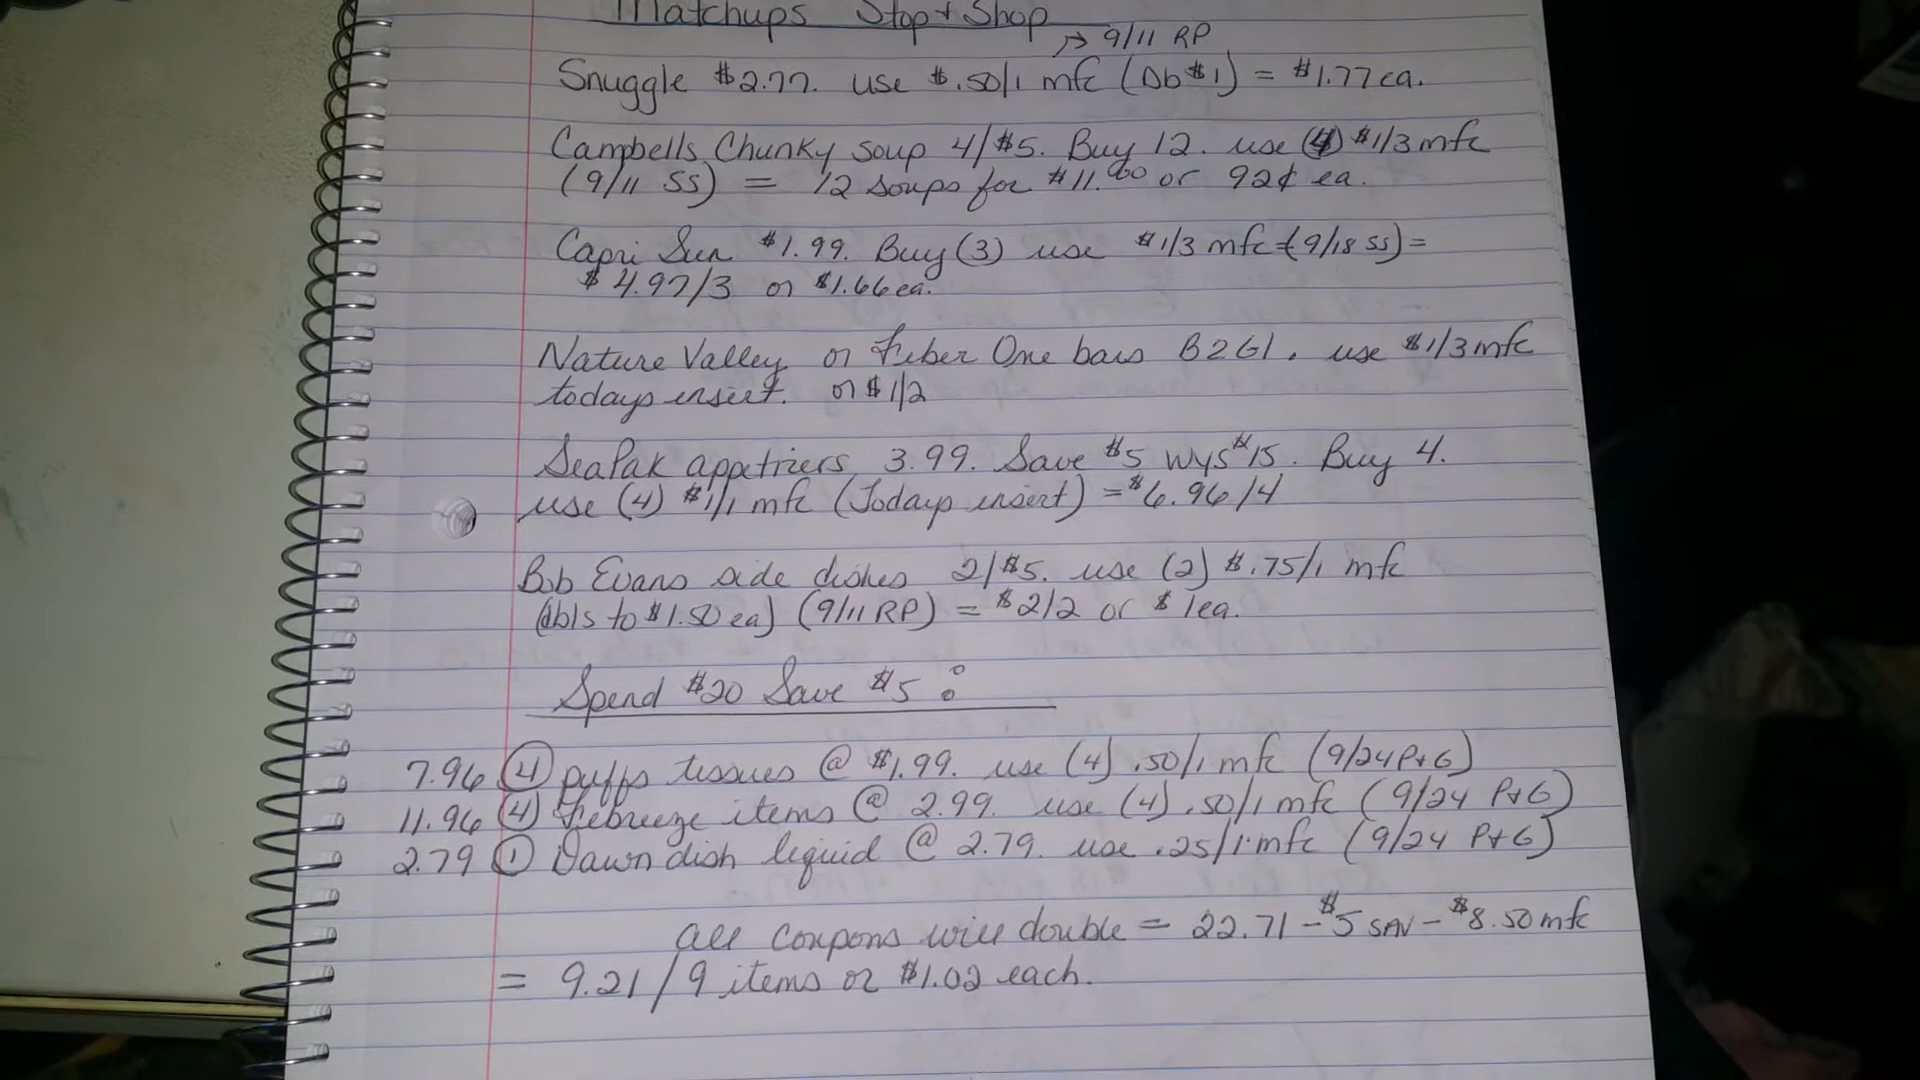 Matchups Stop + Shop
→ 9/11 RP
Snuggle $2.77. use $.50/1 mfc (Db $1) = $1.77 ea.
Campbells Chunky soup 4/$5. Buy 12. use (4) $1/3 mfc
(9/11 SS) = 12 soups for $11.00 or 92¢ ea.
Capri Sun $1.99. Buy (3) use $1/3 mfc (9/18 SS) =
$4.97/3 or $1.66 ea.
Nature Valley or Fiber One bars B2G1. use $1/3 mfc
todays insert. or $1/2
SeaPak appetizers 3.99. Save $5 wys $15. Buy 4.
use (4) $1/1 mfc (Todays insert) = $6.96/4
Bob Evans side dishes 2/$5. use (2) $.75/1 mfc
(dbls to $1.50 ea) (9/11 RP) = $2/2 or $1 ea.
Spend $20 Save $5 :
7.96 (4) puffs tissues @ $1.99. use (4) .50/1 mfc (9/24 P+G)
11.96 (4) Febreeze items @ 2.99. use (4) .50/1 mfc (9/24 P+G)
2.79 (1) Dawn dish liquid @ 2.79. use .25/1 mfc (9/24 P+G)
all coupons will double = 22.71 - $5 SAV - $8.50 mfc
= 9.21/9 items or $1.02 each.